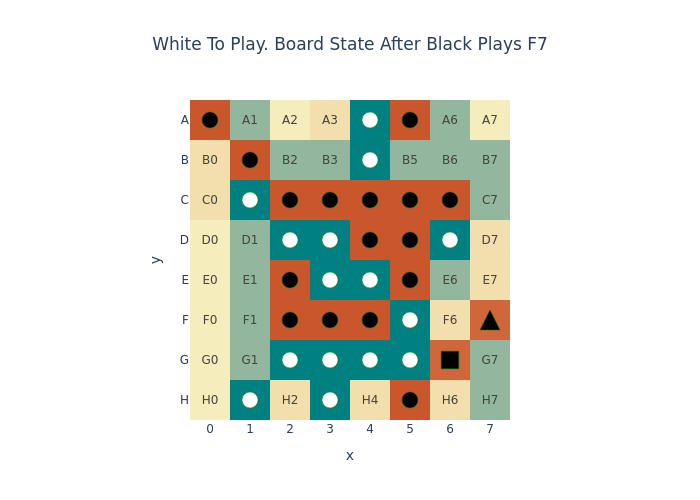 White To Play. Board State After Black Plays F7
A A1 A2 A3 A6 A7
B B0 B2 B3 B5 B6 B7
C C0 C7
D D0 D1 D7
E E0 E1 E6 E7
F F0 F1 F6
G G0 G1 G7
H H0 H2 H4 H6 H7
0 1 2 3 4 5 6 7
x
y